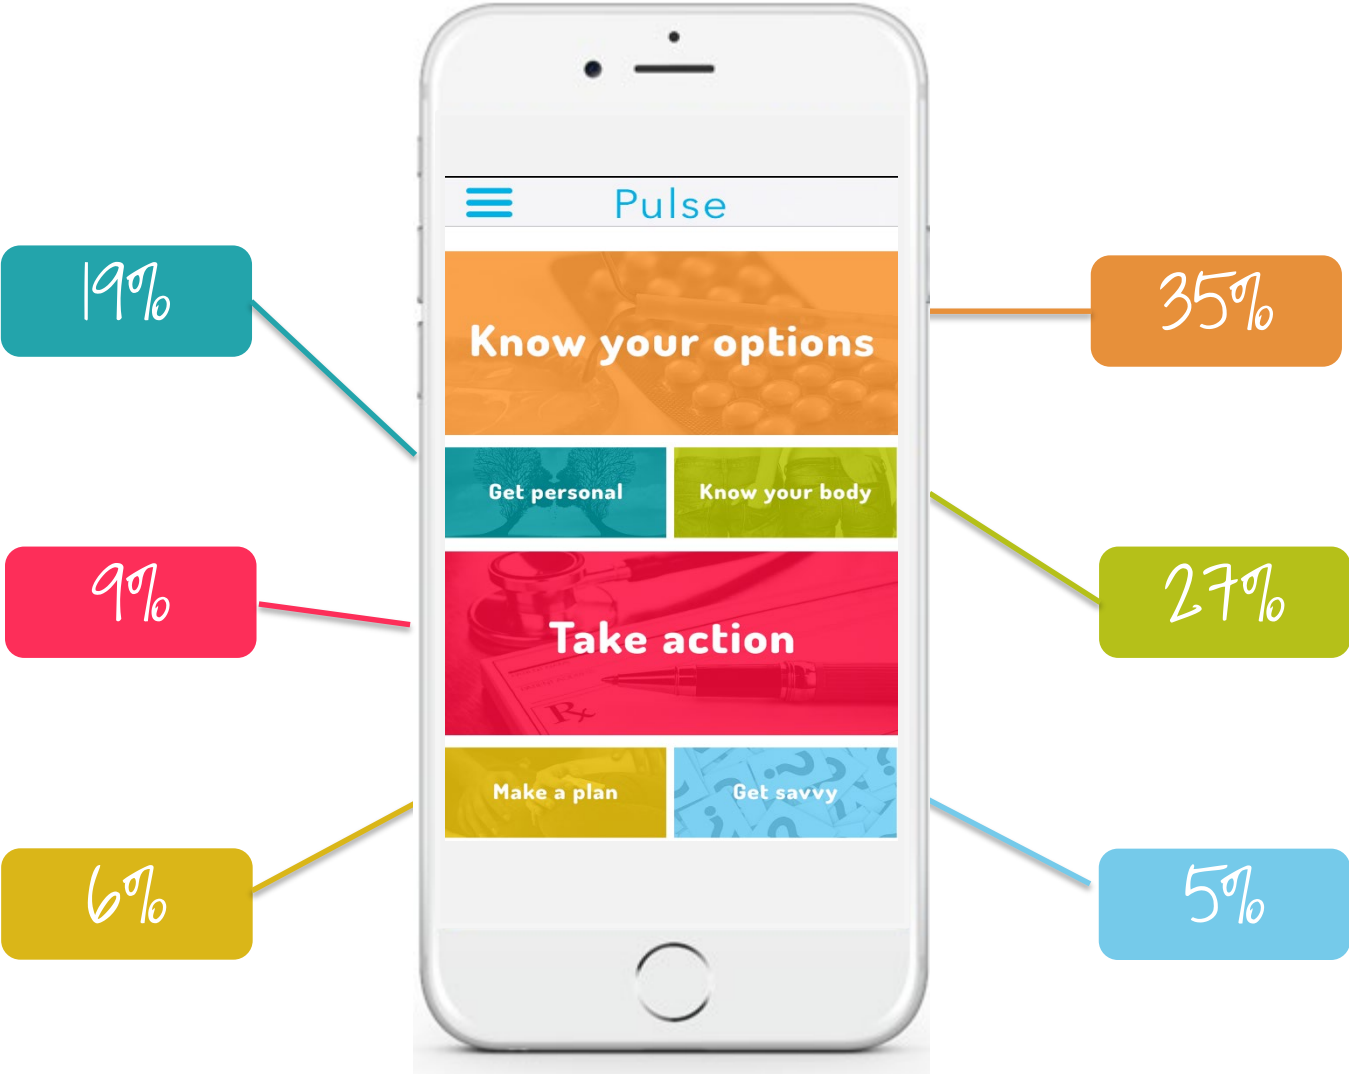 Pulse
19%
35%
Know your options
Get personal
Know your body
9%
27%
Take action
Rx
Make a plan
Get savvy
6%
5%